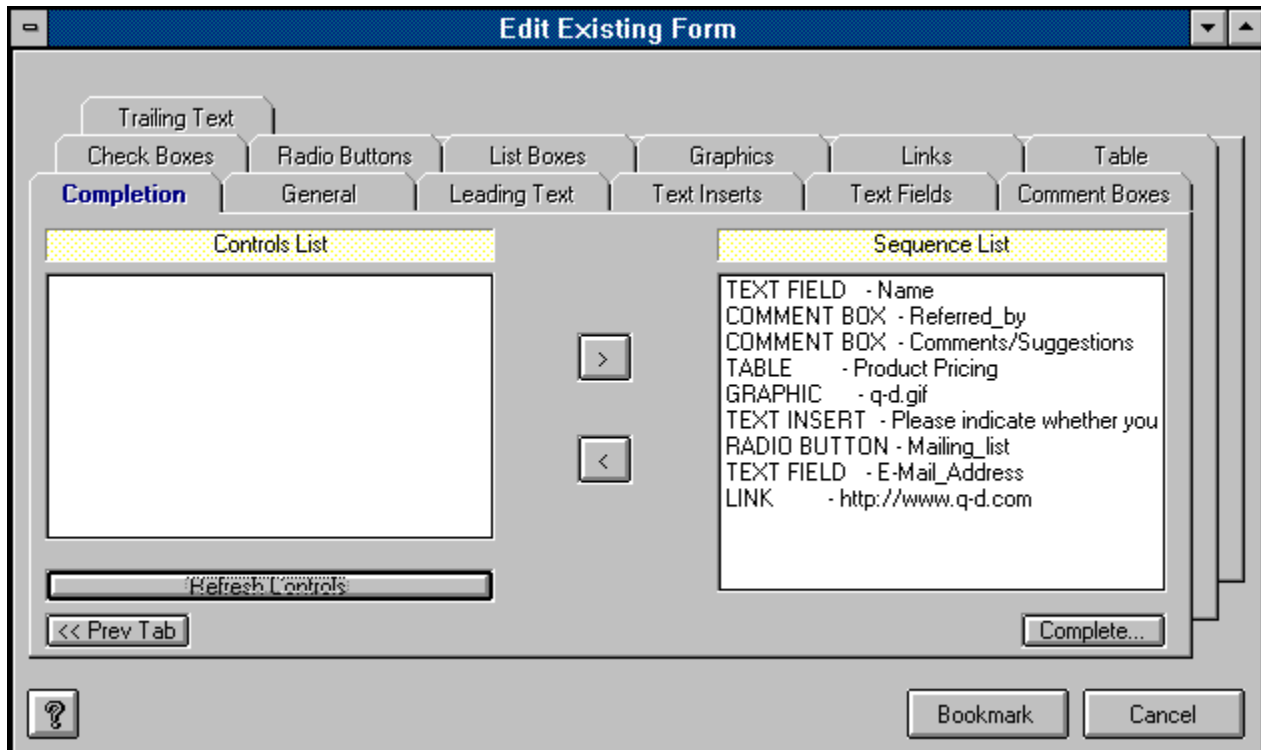 Edit Existing Form
Trailing Text
Check Boxes Radio Buttons List Boxes Graphics Links Table
Completion General Leading Text Text Inserts Text Fields Comment Boxes
Controls List
Sequence List
TEXT FIELD - Name
COMMENT BOX - Referred_by
COMMENT BOX - Comments/Suggestions
TABLE - Product Pricing
GRAPHIC - q-d.gif
TEXT INSERT - Please indicate whether you
RADIO BUTTON - Mailing_list
TEXT FIELD - E-Mail_Address
LINK - http://www.q-d.com
>
<
Refresh Controls
<< Prev Tab
Complete...
?
Bookmark
Cancel